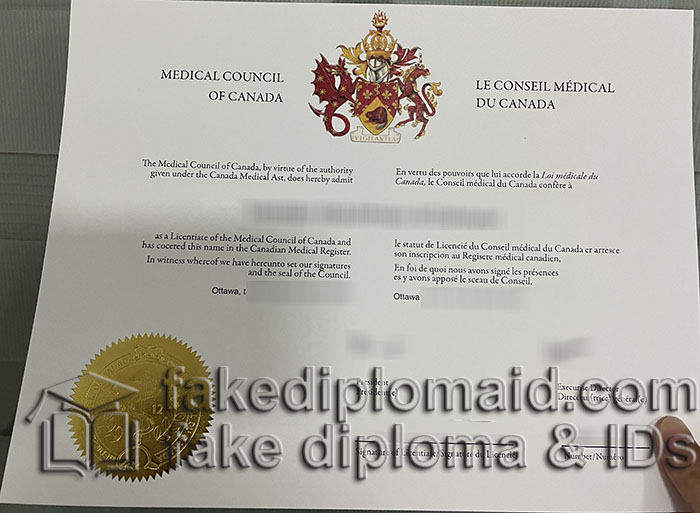 MEDICAL COUNCIL
OF CANADA
LE CONSEIL MÉDICAL
DU CANADA
VIGILANTIA
The Medical Council of Canada, by virtue of the authority
given under the Canada Medical Ast, does hereby admit
as a Licentiate of the Medical Council of Canada and
has cocered this name in the Canadian Medical Register.
In witness whereof we have hereunto set our signatures
and the seal of the Council.
Ottawa, t
En vertu des pouvoirs que lui accorde la Loi médicale du
Canada, le Conseil médical du Canada confère à
le statut de Licencié du Conseil médical du Canada er arresce
son inscripcion au Regisere médical canadien,
En foi de quoi nous avons signé les présences
es y avons apposé le sceau de Conseil.
Ottawa
President
Présidente)
Executise Director
Directeu (trice) général(e)
Signature of Licentiate/Signature du Licencié
Number/Numéro
fakediplomaid.com
fake diploma & IDs